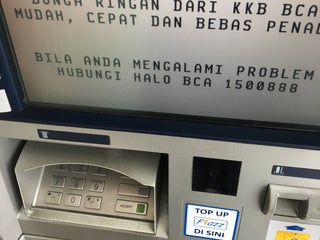 BUNGA RINGAN DARI KKB BCA
MUDAH, CEPAT DAN BEBAS
BILA ANDA MENGALAMI PROBLEM
HUBUNGI HALO BCA 1500888
TOP UP
Flazz
DI SINI